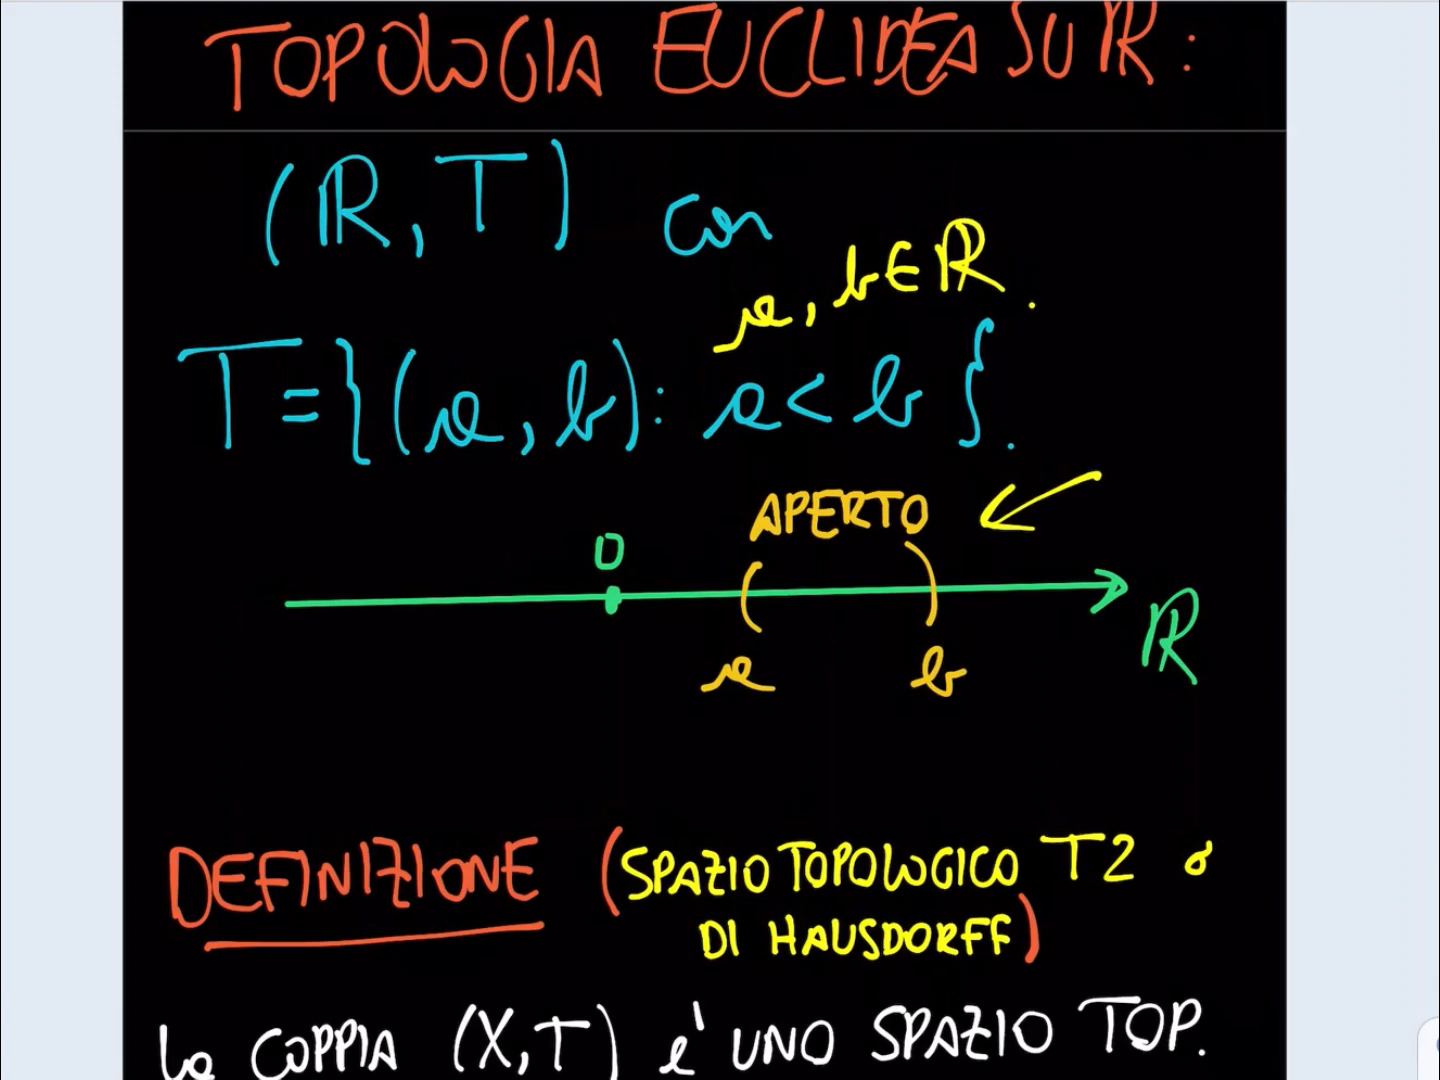 TOPOLOGIA EUCLIDEA SU ℝ:
(ℝ, T) con
a, b ∈ ℝ.
T = {(a, b): a < b}.
APERTO
0
a b
ℝ
DEFINIZIONE (SPAZIO TOPOLOGICO T2 o
DI HAUSDORFF)
La COPPIA (X, T) è UNO SPAZIO TOP.